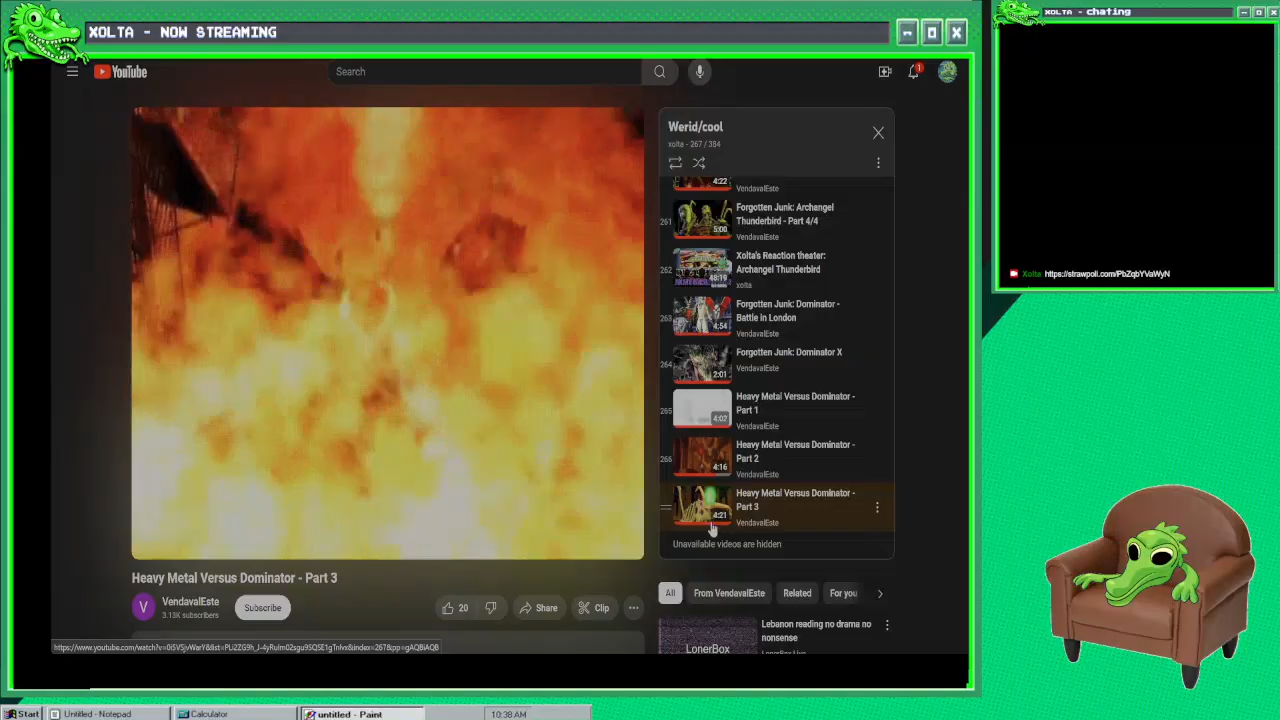 XOLTA - NOW STREAMING
XOLTA - chating
YouTube
Search
1
Werid/cool
xolta - 267 / 384
4:22
VendavalEste
261
Forgotten Junk: Archangel
Thunderbird - Part 4/4
5:00
VendavalEste
262
Xolta's Reaction theater:
Archangel Thunderbird
48:19
xolta
263
Forgotten Junk: Dominator -
Battle in London
4:54
VendavalEste
264
Forgotten Junk: Dominator X
2:01
VendavalEste
265
Heavy Metal Versus Dominator -
Part 1
4:02
VendavalEste
266
Heavy Metal Versus Dominator -
Part 2
4:16
VendavalEste
Heavy Metal Versus Dominator -
Part 3
4:21
VendavalEste
Unavailable videos are hidden
Heavy Metal Versus Dominator - Part 3
V
VendavalEste
3.13K subscribers
Subscribe
20
Share
Clip
All
From VendavalEste
Related
For you
Lebanon reading no drama no
nonsense
LonerBox
Xolta https://strawpoll.com/PbZqbYVaWyN
Start
Untitled - Notepad
Calculator
untitled - Paint
10:38 AM